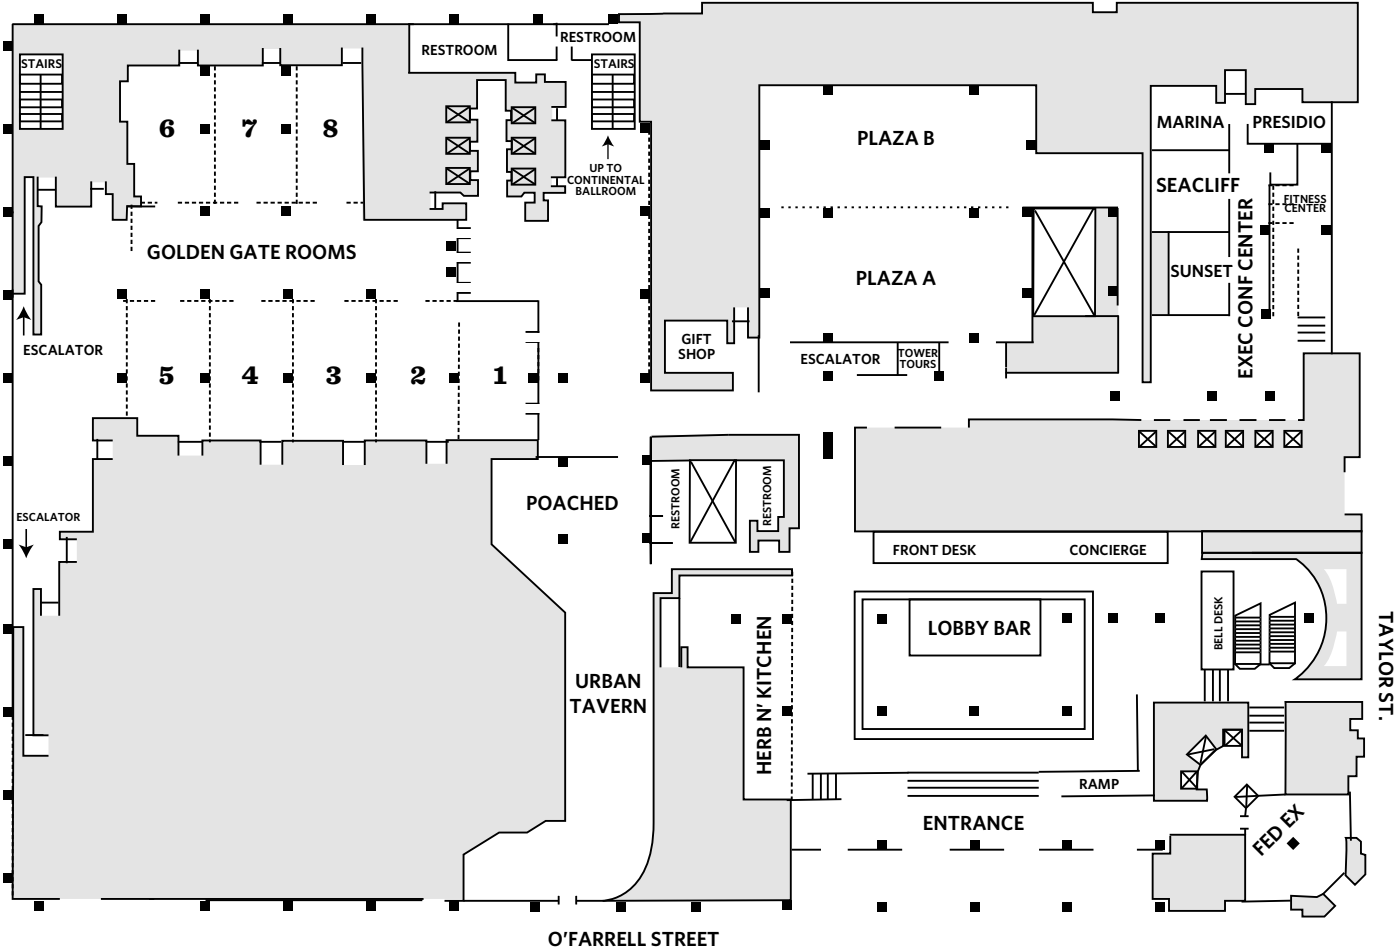 RESTROOM
RESTROOM
STAIRS
STAIRS
6
7
8
UP TO
CONTINENTAL
BALLROOM
PLAZA B
MARINA
PRESIDIO
SEACLIFF
FITNESS
CENTER
GOLDEN GATE ROOMS
PLAZA A
SUNSET
EXEC CONF CENTER
ESCALATOR
GIFT
SHOP
ESCALATOR
TOWER
TOURS
5
4
3
2
1
ESCALATOR
POACHED
RESTROOM
RESTROOM
FRONT DESK
CONCIERGE
BELL DESK
LOBBY BAR
TAYLOR ST.
URBAN
TAVERN
HERB N' KITCHEN
RAMP
ENTRANCE
FED EX
O'FARRELL STREET